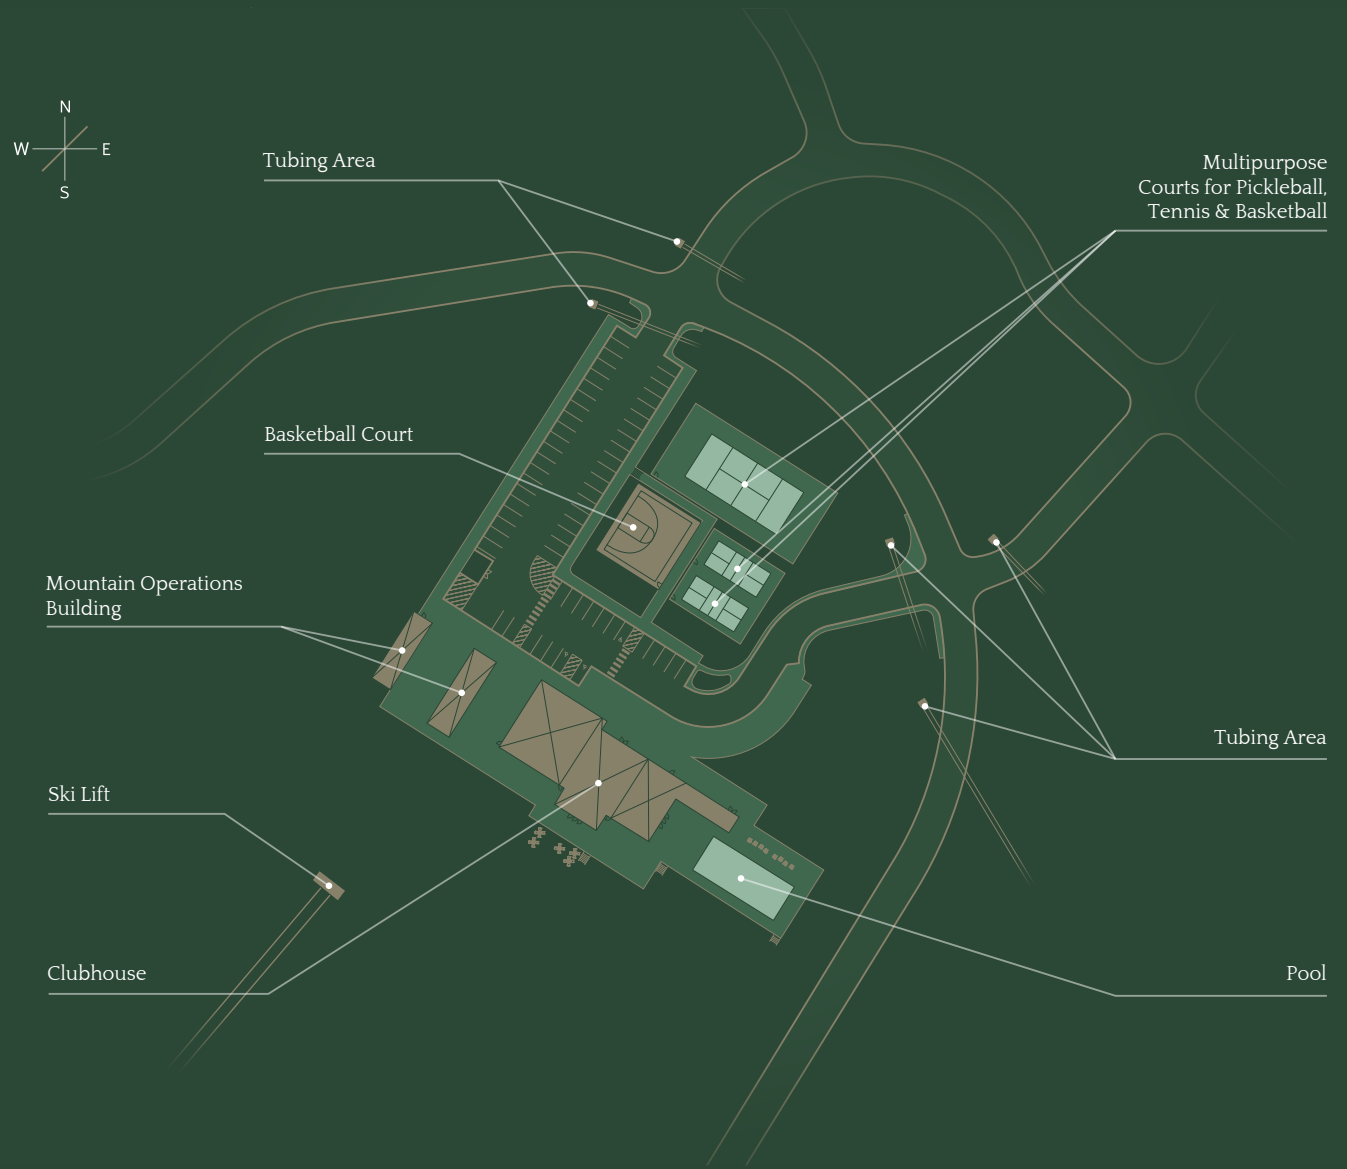 N
W E
S
Tubing Area
Multipurpose
Courts for Pickleball,
Tennis & Basketball
Basketball Court
Mountain Operations
Building
Tubing Area
Ski Lift
Clubhouse
Pool